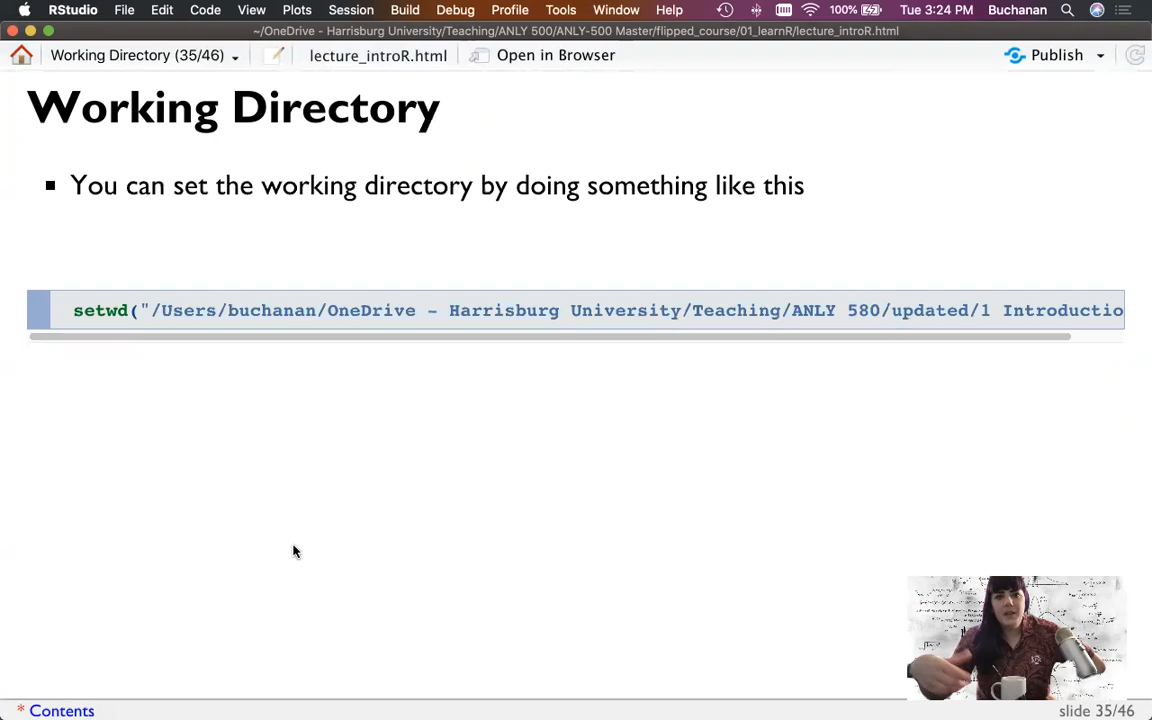 RStudio File Edit Code View Plots Session Build Debug Profile Tools Window Help 100% Tue 3:24 PM Buchanan
~/OneDrive - Harrisburg University/Teaching/ANLY 500/ANLY-500 Master/flipped_course/01_learnR/lecture_introR.html
Working Directory (35/46) lecture_introR.html Open in Browser Publish
Working Directory
▪ You can set the working directory by doing something like this
setwd("/Users/buchanan/OneDrive - Harrisburg University/Teaching/ANLY 580/updated/1 Introductio
* Contents slide 35/46